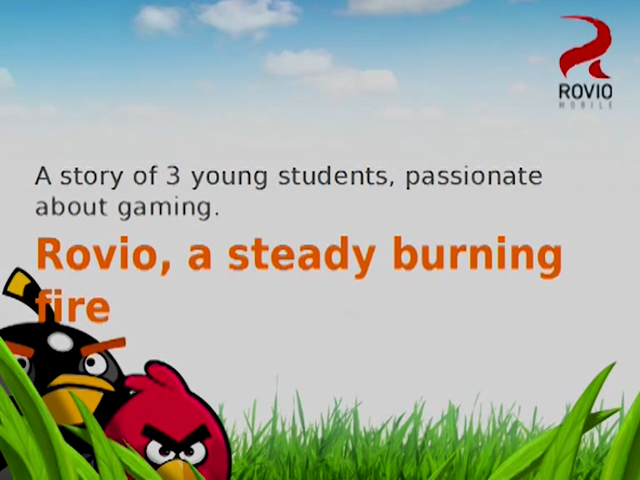 ROVIO
MOBILE
A story of 3 young students, passionate
about gaming.
Rovio, a steady burning
fire